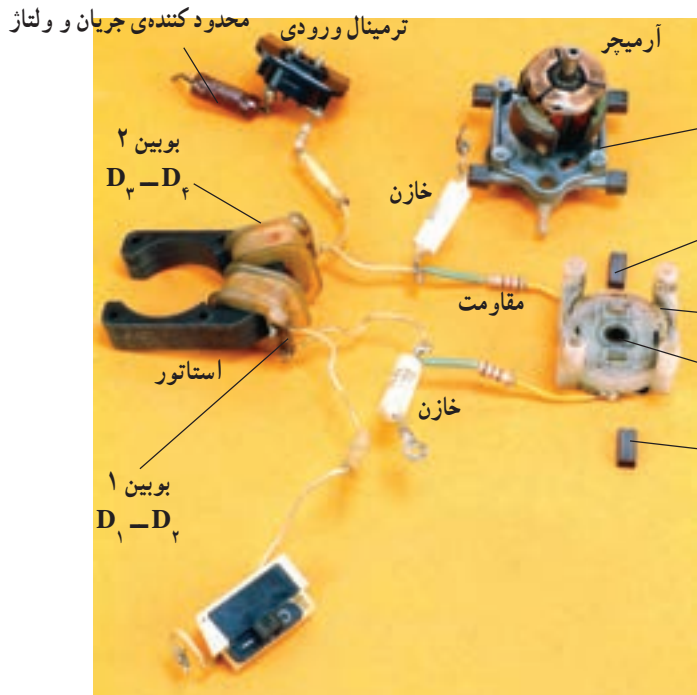 محدود کننده‌ی جریان و ولتاژ
ترمینال ورودی
آرمیچر
بوبین ۲
D۳ – D۴
خازن
مقاومت
استاتور
خازن
بوبین ۱
D۱ – D۲